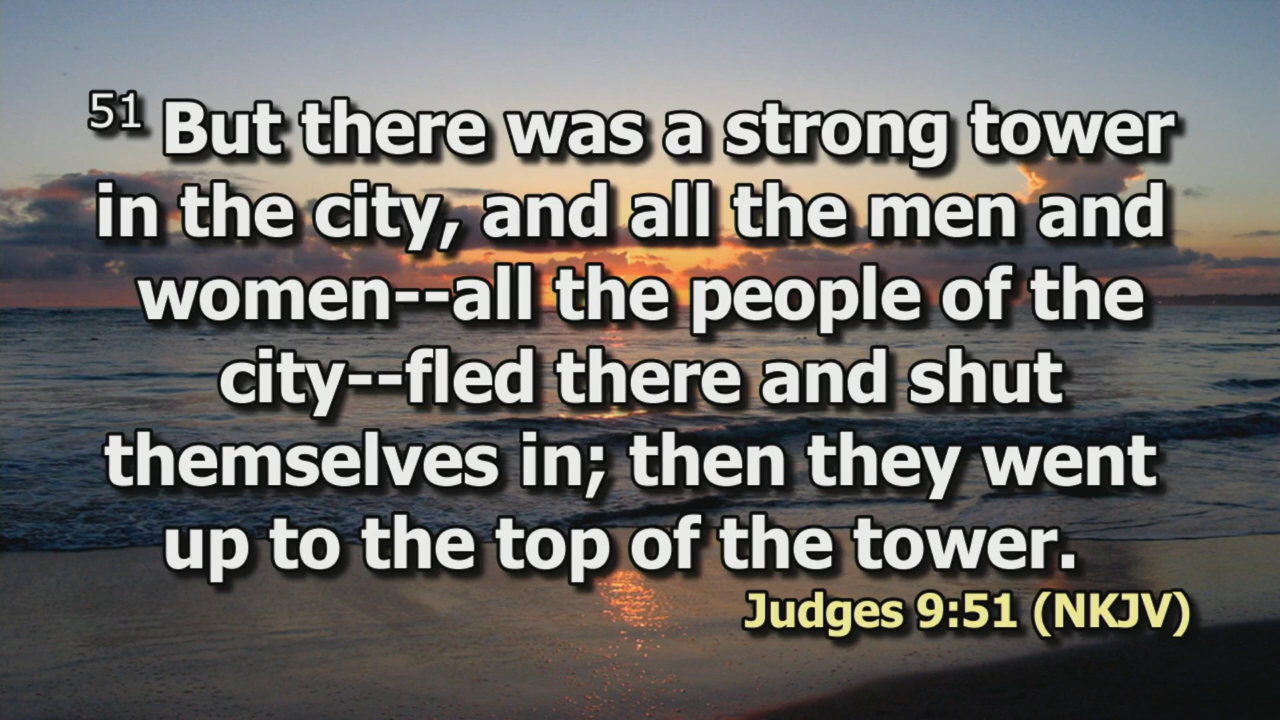 51 But there was a strong tower
in the city, and all the men and
women--all the people of the
city--fled there and shut
themselves in; then they went
up to the top of the tower.
Judges 9:51 (NKJV)